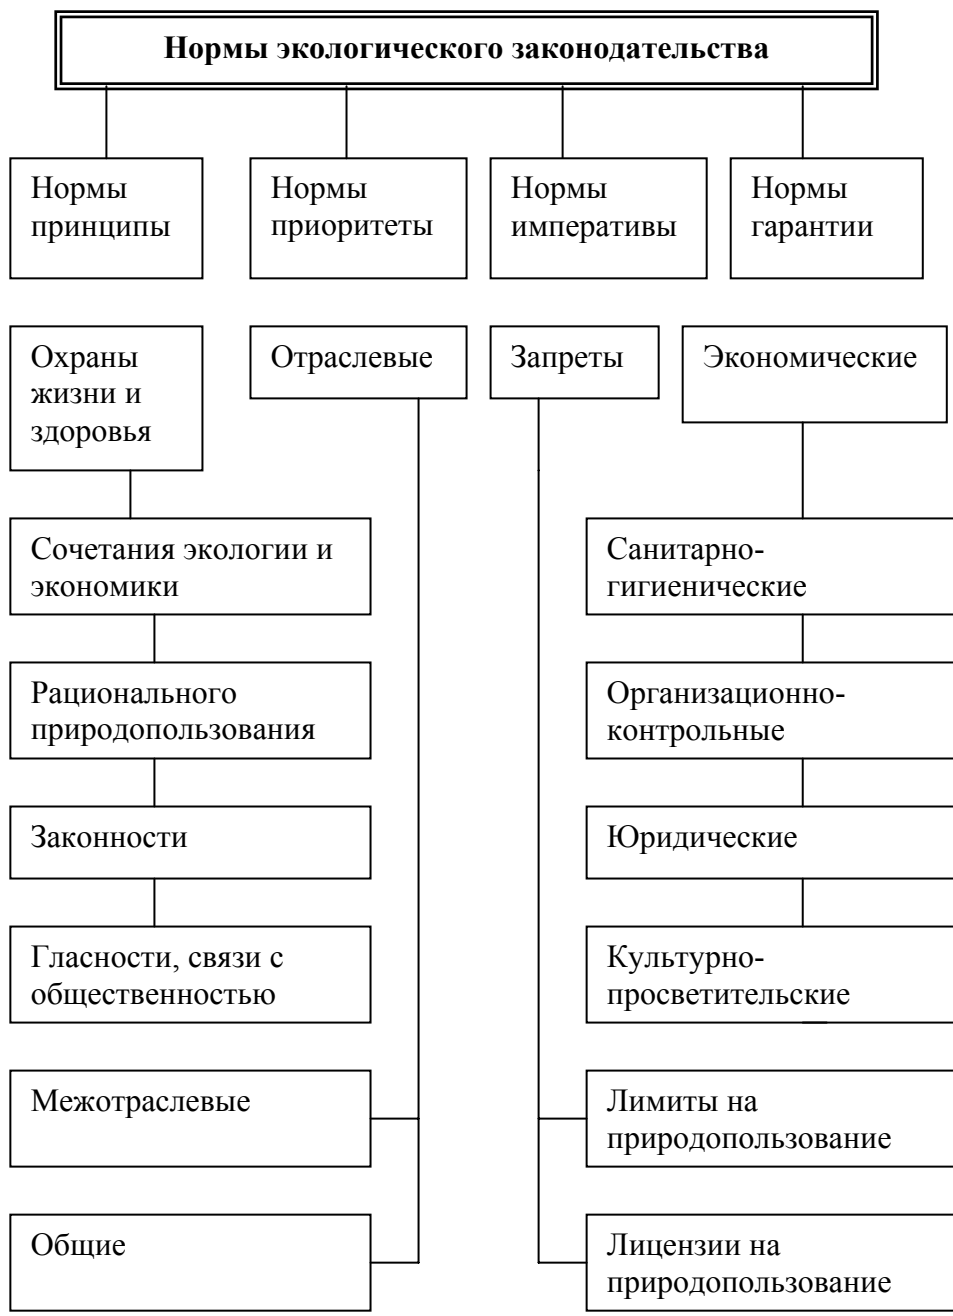 Нормы экологического законодательства
Нормы
принципы
Нормы
приоритеты
Нормы
императивы
Нормы
гарантии
Охраны
жизни и
здоровья
Отраслевые
Запреты
Экономические
Сочетания экологии и
экономики
Санитарно-
гигиенические
Рационального
природопользования
Организационно-
контрольные
Законности
Юридические
Гласности, связи с
общественностью
Культурно-
просветительские
Межотраслевые
Лимиты на
природопользование
Общие
Лицензии на
природопользование